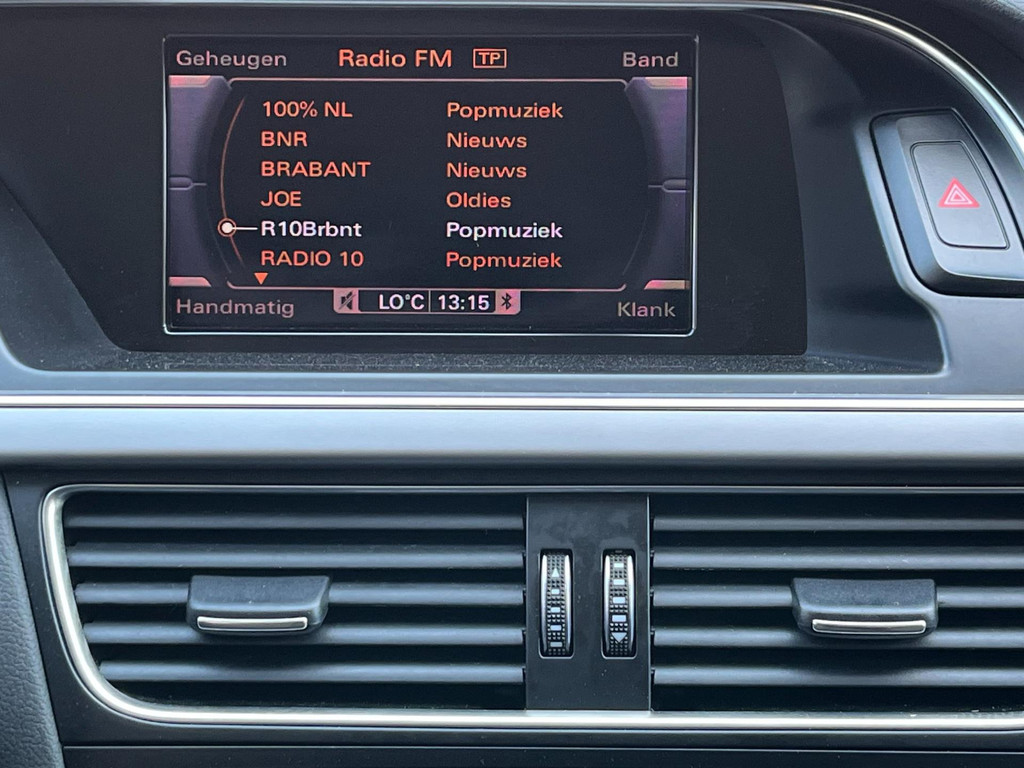 Geheugen Radio FM TP Band
100% NL Popmuziek
BNR Nieuws
BRABANT Nieuws
JOE Oldies
R10Brbnt Popmuziek
RADIO 10 Popmuziek
Handmatig LO°C 13:15 Klank